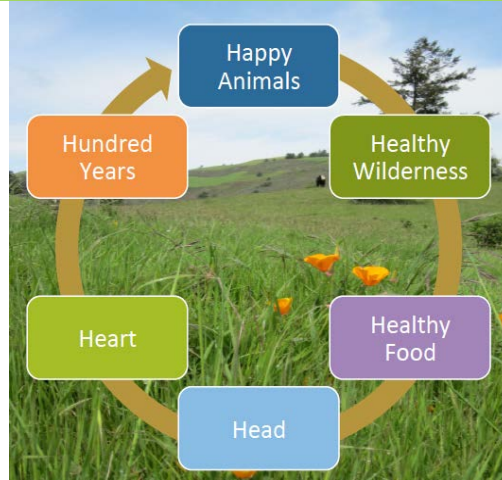 Happy
Animals
Healthy
Wilderness
Healthy
Food
Head
Heart
Hundred
Years